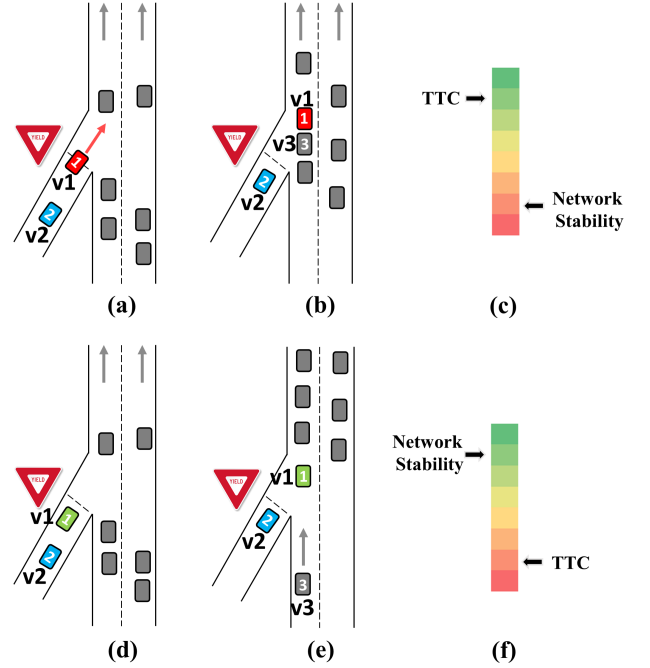 YIELD
1
v1
2
v2
(a)
v1
1
v3 3
YIELD
2
v2
(b)
TTC
Network
Stability
(c)
YIELD
v1 1
2
v2
(d)
YIELD
v1 1
2
v2
3
v3
(e)
Network
Stability
TTC
(f)